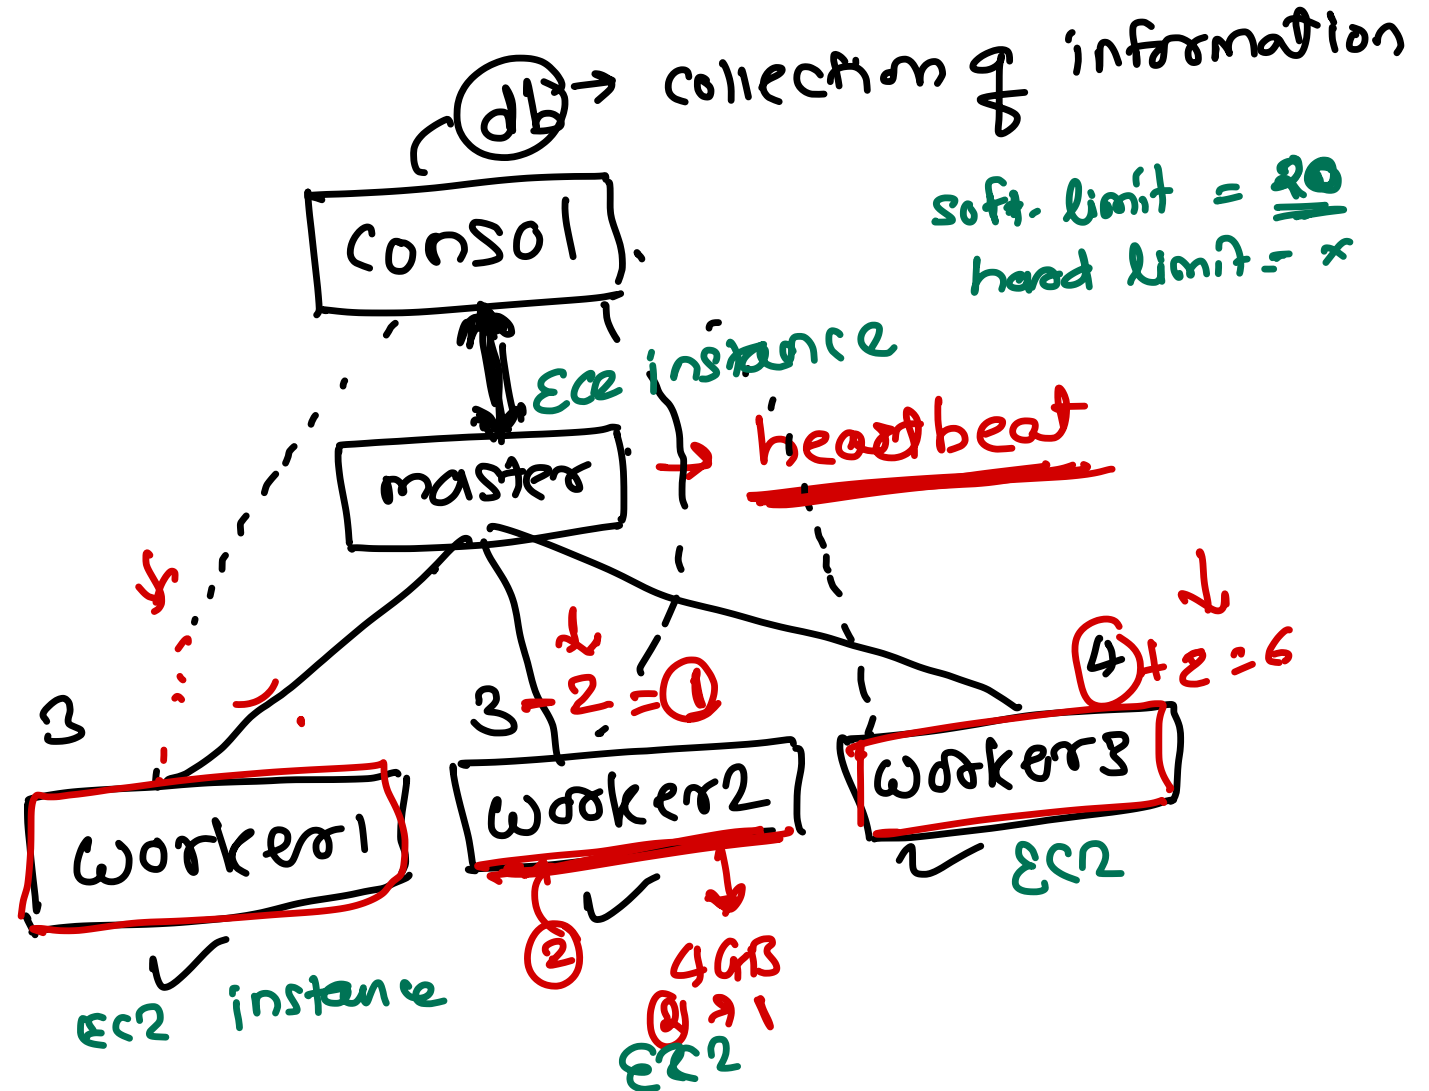 db → collection of information
consol
soft. limit = 20
hard limit = x
EC2 instance
master → heartbeat
3
3 - 2 = 1
4 + 2 = 6
worker1
worker2
worker3
EC2
2
4GB
EC2 instance
EC2